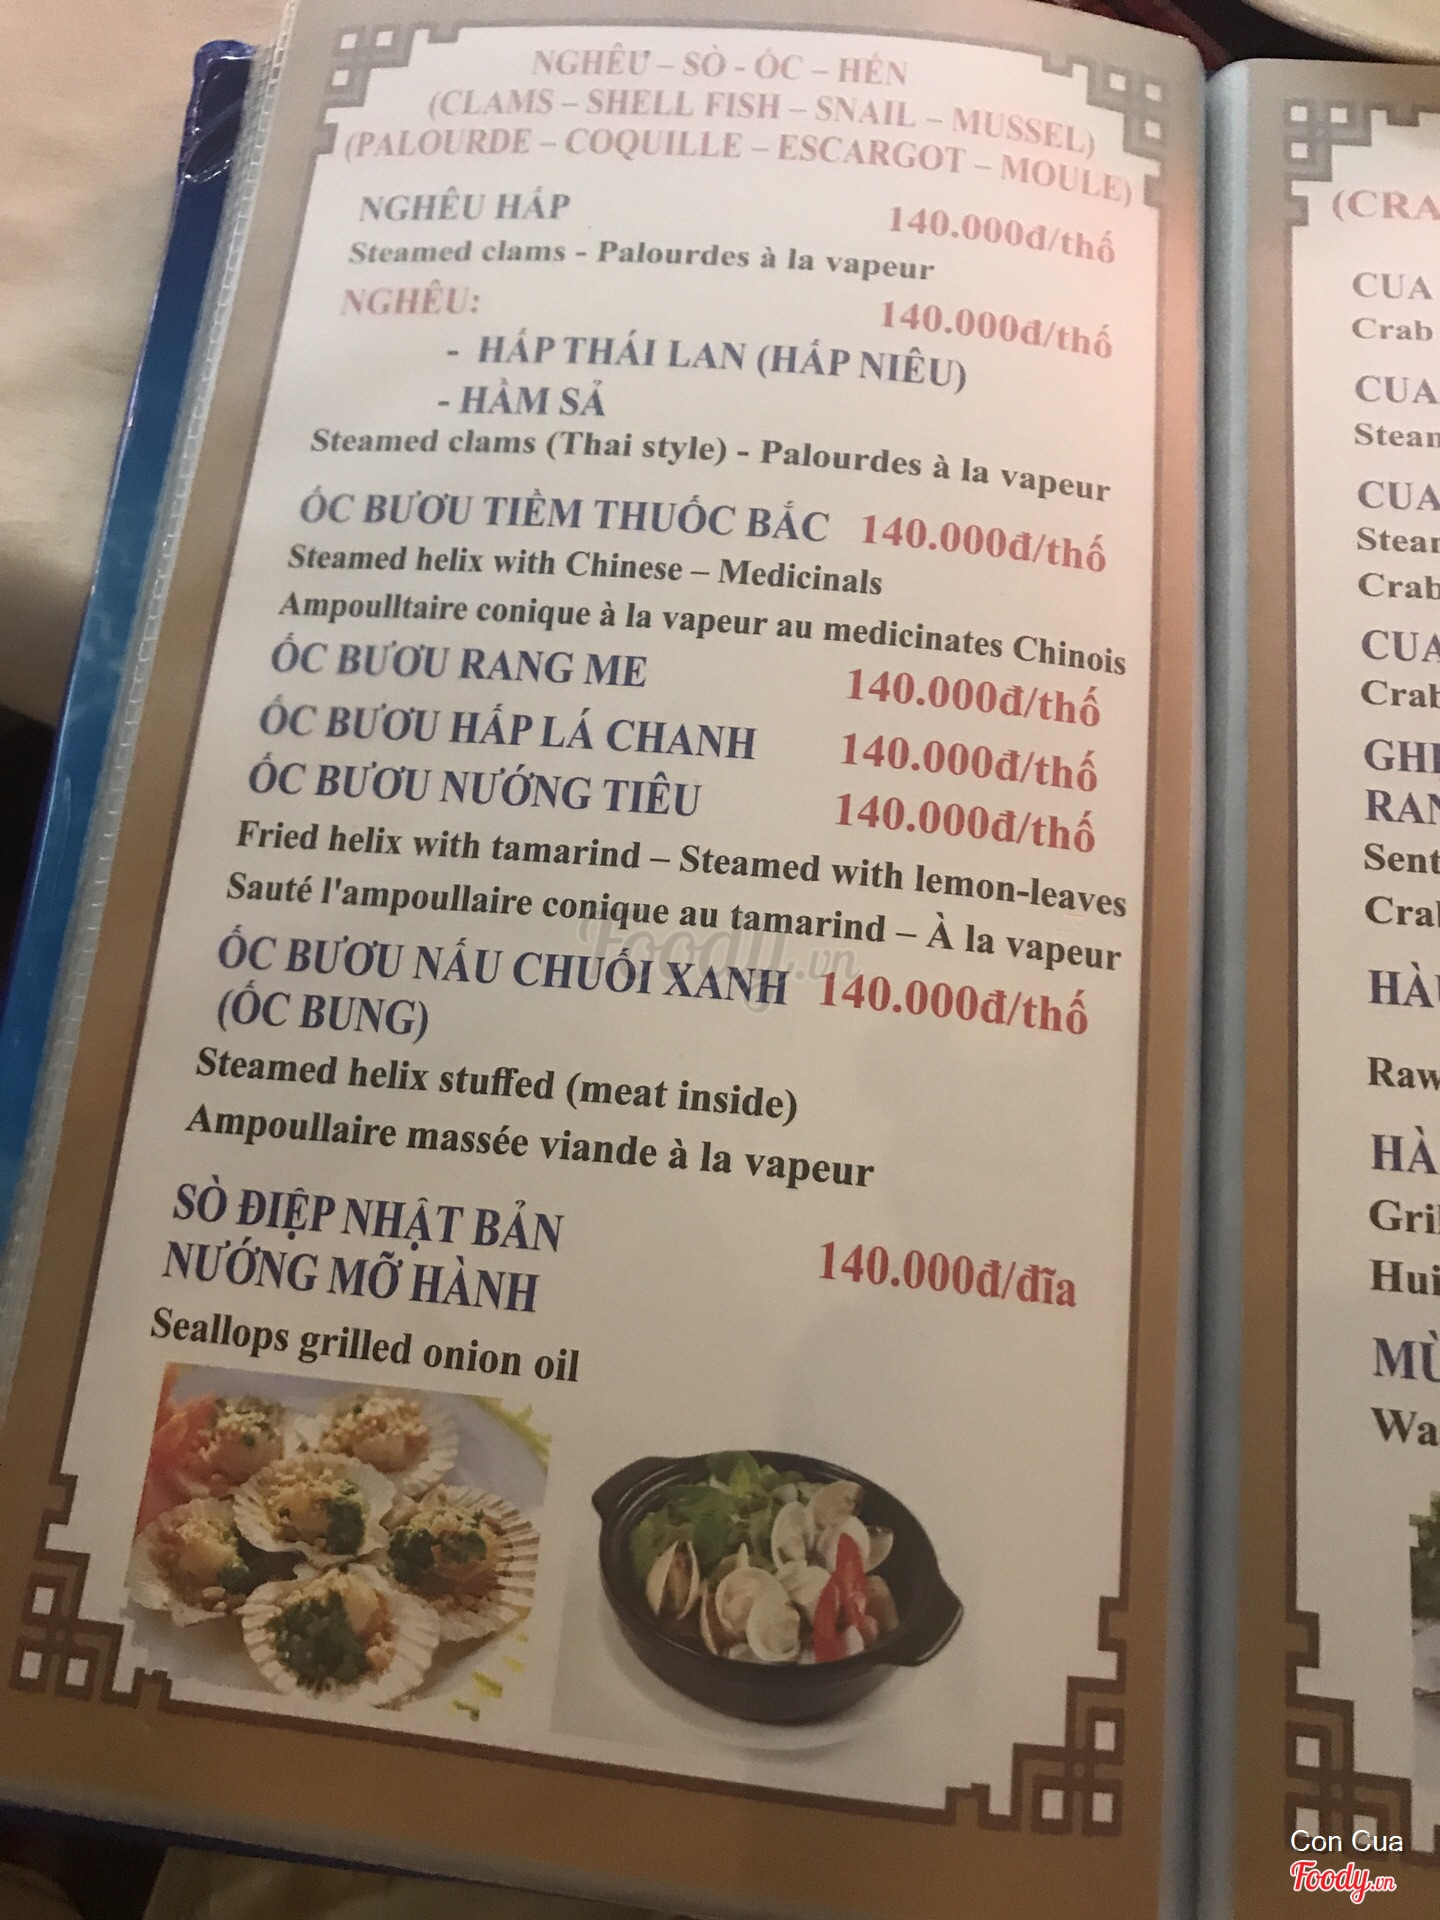 NGHÊU – SÒ - ỐC – HẾN
(CLAMS – SHELL FISH – SNAIL – MUSSEL)
(PALOURDE – COQUILLE – ESCARGOT – MOULE)
NGHÊU HẤP 140.000đ/thố
Steamed clams - Palourdes à la vapeur
NGHÊU: 140.000đ/thố
- HẤP THÁI LAN (HẤP NIÊU)
- HẦM SẢ
Steamed clams (Thai style) - Palourdes à la vapeur
ỐC BƯƠU TIỀM THUỐC BẮC 140.000đ/thố
Steamed helix with Chinese – Medicinals
Ampoulltaire conique à la vapeur au medicinates Chinois
ỐC BƯƠU RANG ME 140.000đ/thố
ỐC BƯƠU HẤP LÁ CHANH 140.000đ/thố
ỐC BƯƠU NƯỚNG TIÊU 140.000đ/thố
Fried helix with tamarind – Steamed with lemon-leaves
Sauté l'ampoullaire conique au tamarind – À la vapeur
ỐC BƯƠU NẤU CHUỐI XANH 140.000đ/thố
(ỐC BUNG)
Steamed helix stuffed (meat inside)
Ampoullaire massée viande à la vapeur
SÒ ĐIỆP NHẬT BẢN
NƯỚNG MỠ HÀNH 140.000đ/đĩa
Seallops grilled onion oil
Foody.vn
(CRA
CUA
Crab
CUA
Stean
CUA
Stear
Crab
CUA
Crab
GHI
RAN
Sent
Cral
HÀU
Raw
HÀ
Gril
Hui
MÙ
Wa
Con Cua
Foody.vn